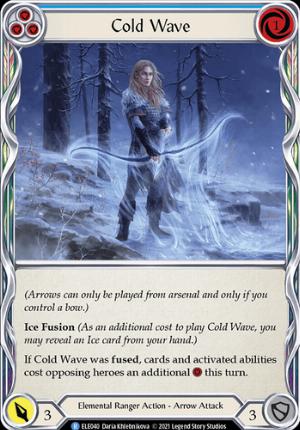 Cold Wave
1
(Arrows can only be played from arsenal and only if you
control a bow.)
Ice Fusion (As an additional cost to play Cold Wave, you
may reveal an Ice card from your hand.)
If Cold Wave was fused, cards and activated abilities
cost opposing heroes an additional this turn.
3
Elemental Ranger Action - Arrow Attack
3
R ELE040 Daria Khlebnikova © 2021 Legend Story Studios